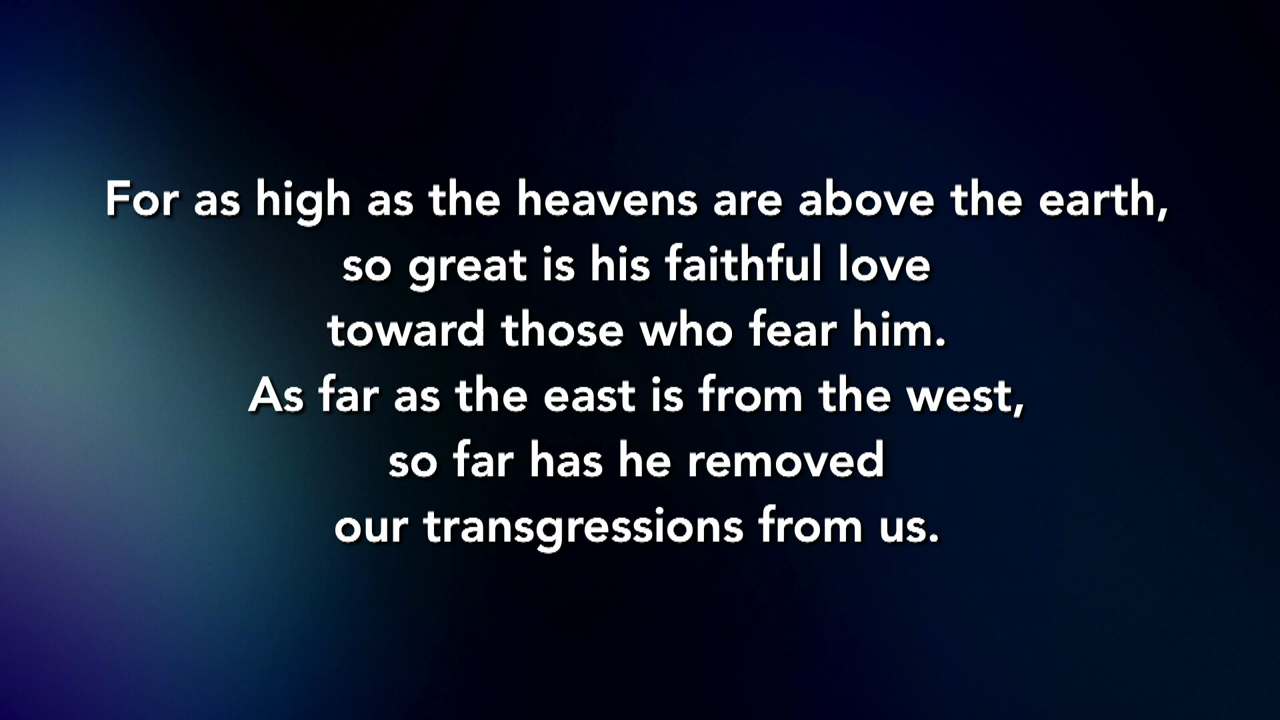 For as high as the heavens are above the earth,
so great is his faithful love
toward those who fear him.
As far as the east is from the west,
so far has he removed
our transgressions from us.